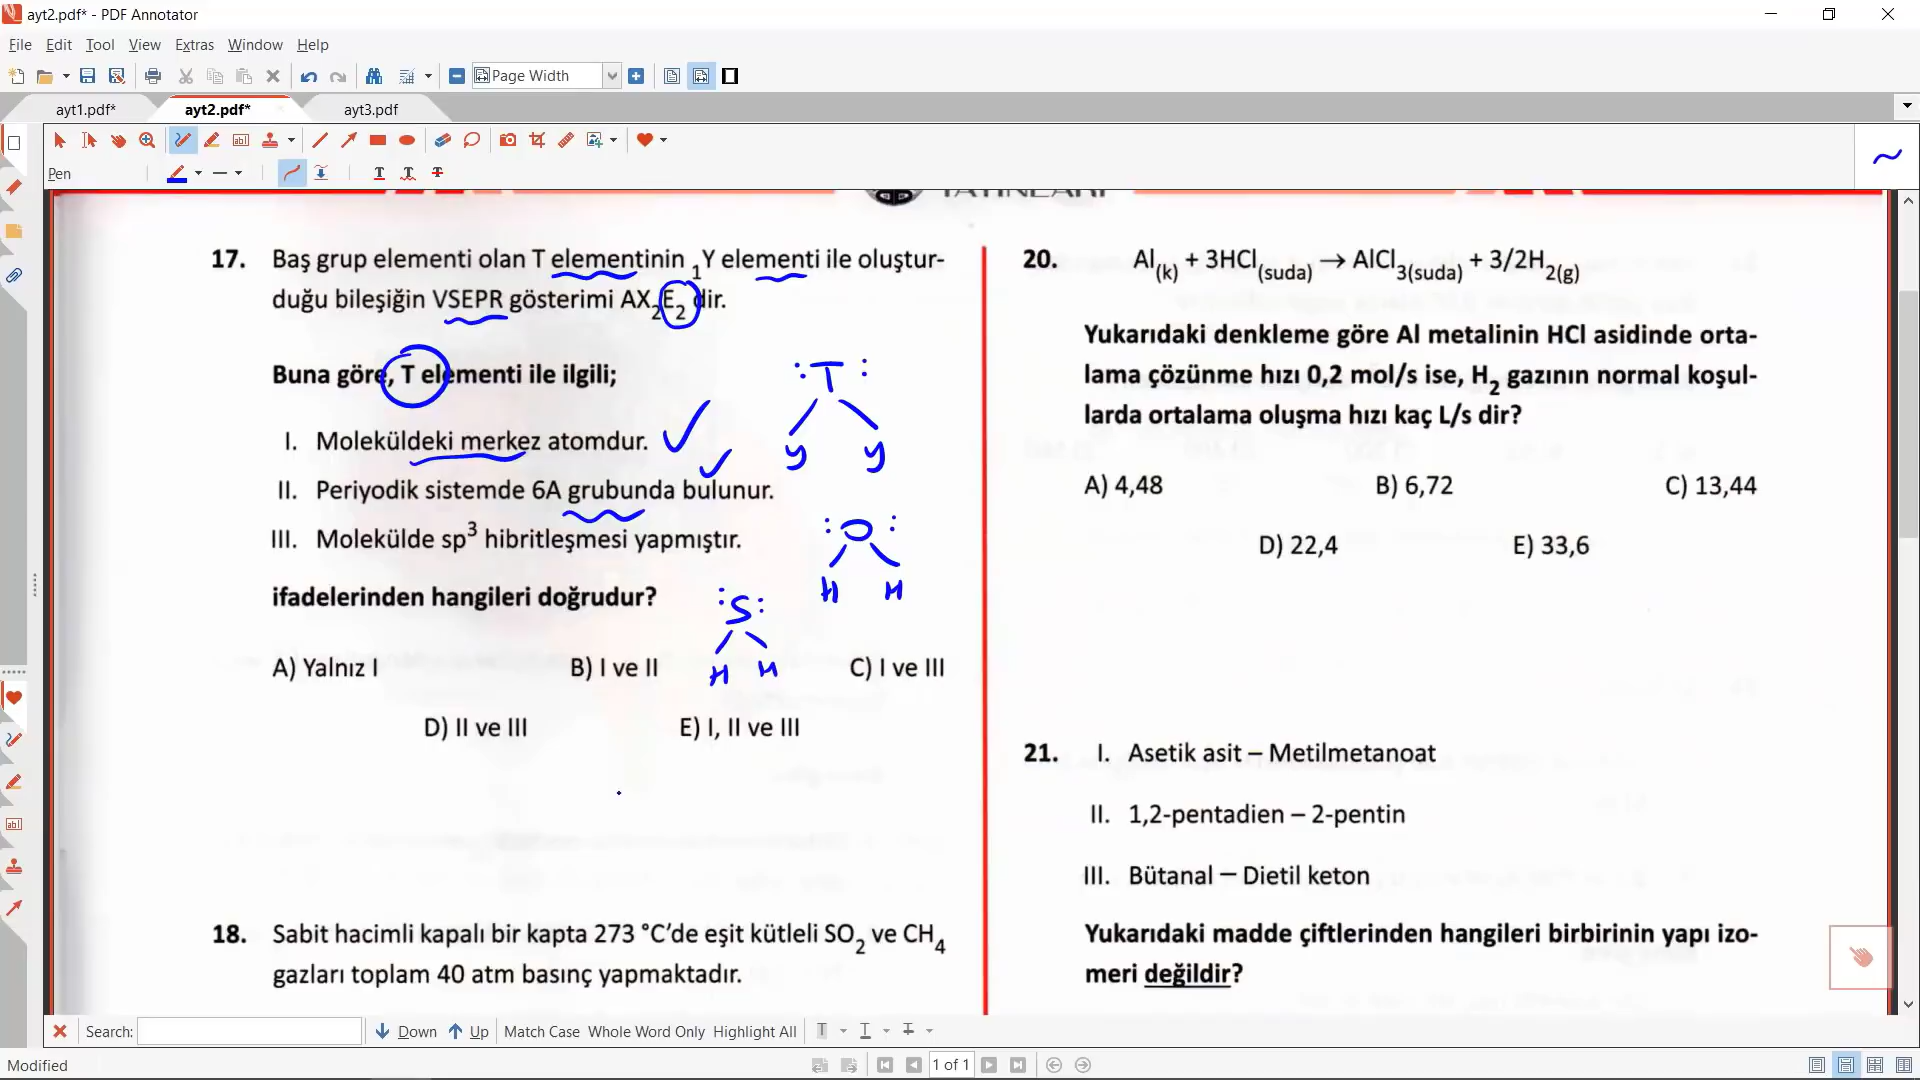 ayt2.pdf* - PDF Annotator
File Edit Tool View Extras Window Help
Page Width
ayt1.pdf* ayt2.pdf* ayt3.pdf
Pen
YAYINLARI
17. Baş grup elementi olan T elementinin ₁Y elementi ile oluştur-
duğu bileşiğin VSEPR gösterimi AX₂E₂ dir.
Buna göre, T elementi ile ilgili;
I. Moleküldeki merkez atomdur.
II. Periyodik sistemde 6A grubunda bulunur.
III. Molekülde sp³ hibritleşmesi yapmıştır.
ifadelerinden hangileri doğrudur?
A) Yalnız I B) I ve II C) I ve III
D) II ve III E) I, II ve III
:T:
y y
:O:
H H
:S:
H H
18. Sabit hacimli kapalı bir kapta 273 °C'de eşit kütleli SO₂ ve CH₄
gazları toplam 40 atm basınç yapmaktadır.
20. Al(k) + 3HCl(suda) → AlCl₃(suda) + 3/2H₂(g)
Yukarıdaki denkleme göre Al metalinin HCl asidinde orta-
lama çözünme hızı 0,2 mol/s ise, H₂ gazının normal koşul-
larda ortalama oluşma hızı kaç L/s dir?
A) 4,48 B) 6,72 C) 13,44
D) 22,4 E) 33,6
21. I. Asetik asit – Metilmetanoat
II. 1,2-pentadien – 2-pentin
III. Bütanal – Dietil keton
Yukarıdaki madde çiftlerinden hangileri birbirinin yapı izo-
meri değildir?
Search: Down Up Match Case Whole Word Only Highlight All
Modified 1 of 1